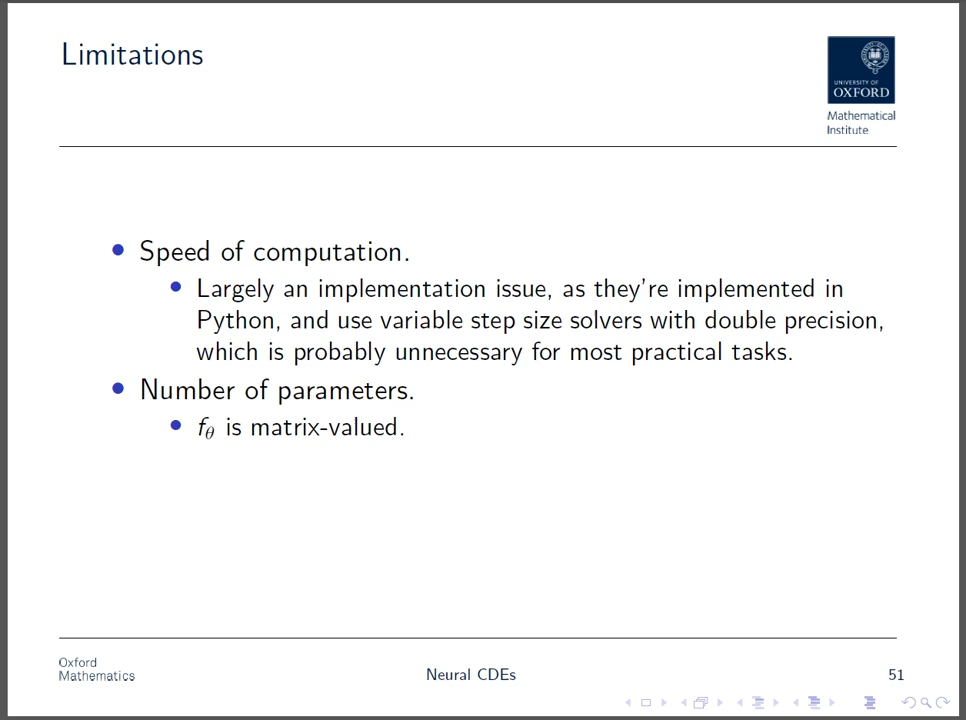 Limitations
UNIVERSITY OF
OXFORD
Mathematical
Institute
• Speed of computation.
• Largely an implementation issue, as they're implemented in
Python, and use variable step size solvers with double precision,
which is probably unnecessary for most practical tasks.
• Number of parameters.
• fθ is matrix-valued.
Oxford
Mathematics
Neural CDEs
51